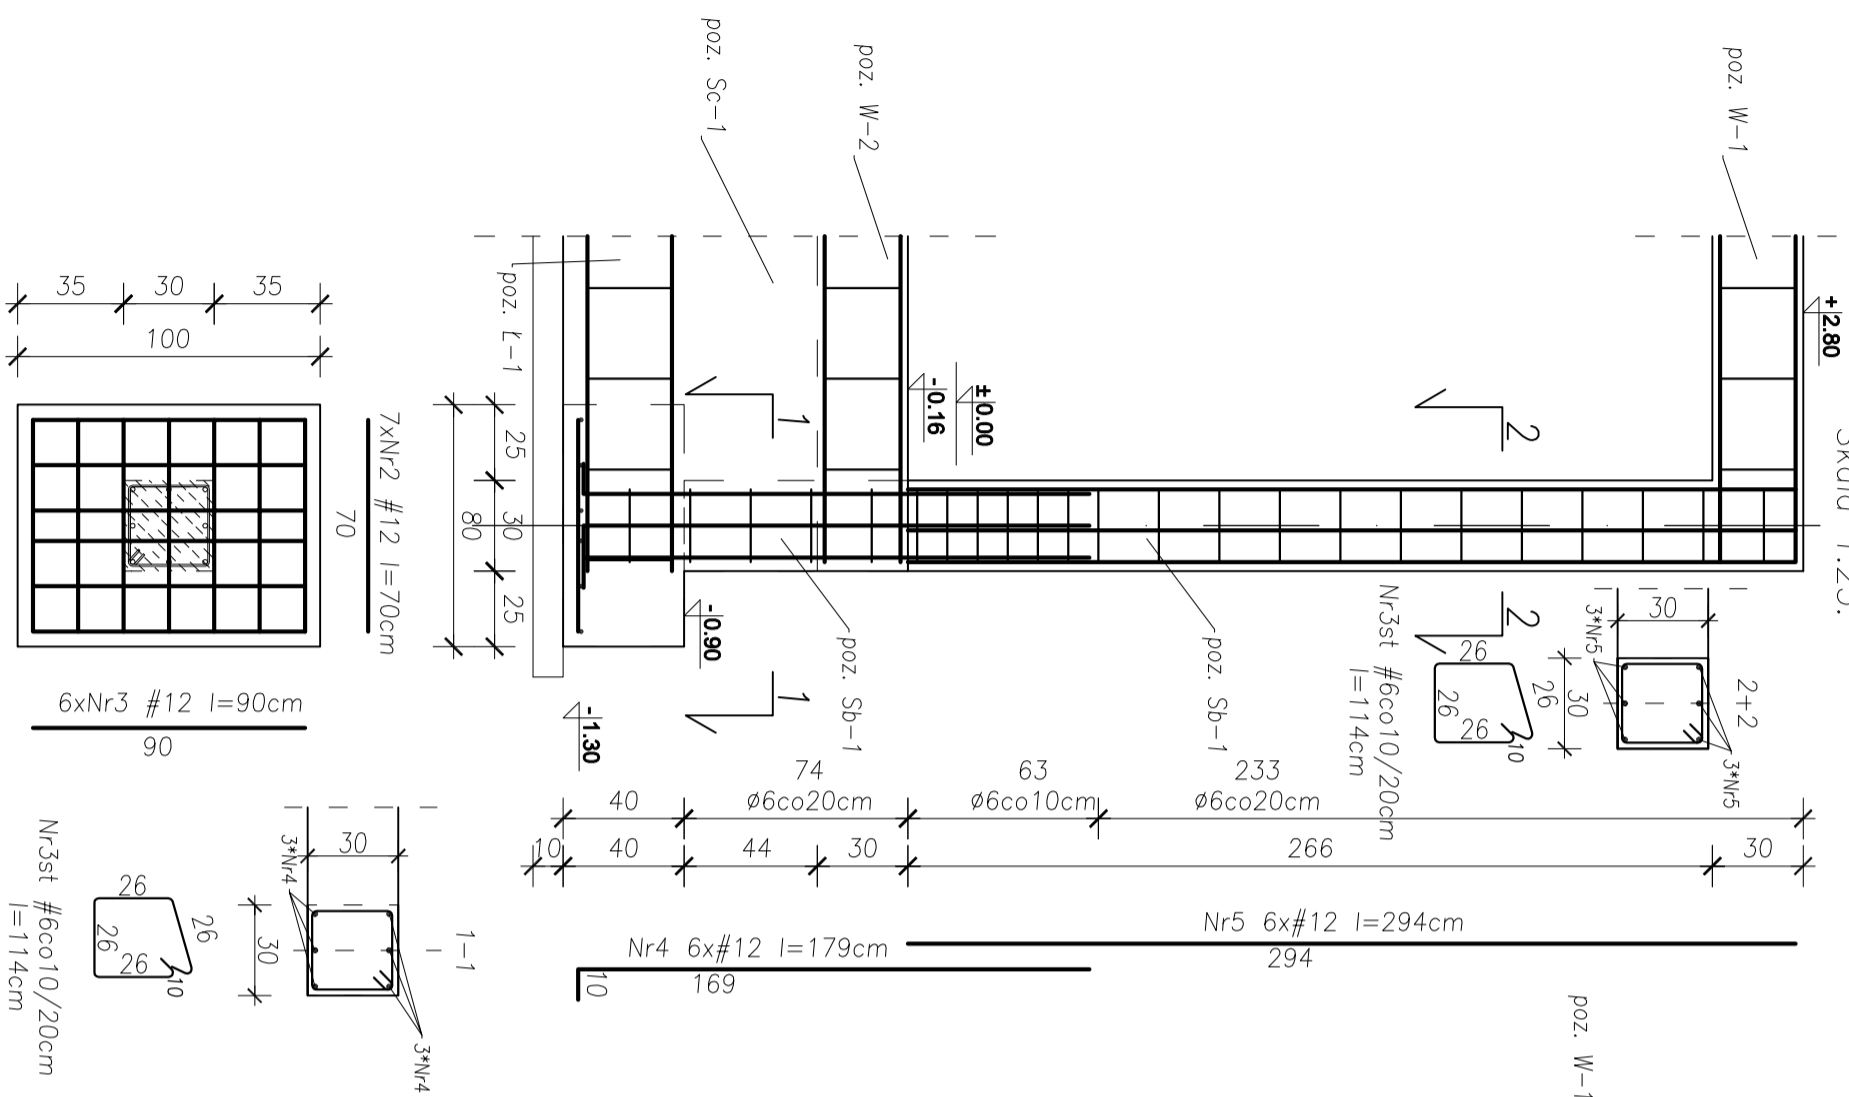 poz. Sc-1
poz. W-2
poz. W-1
+2.80
poz. Ł-1
-0.16
±0.00
1
2
35
30
35
100
7xNr2 #12 l=70cm
70
25
30
25
80
-0.90
1
-1.30
poz. Sb-1
poz. Sb-1
2
Nr3st #6co10/20cm
l=114cm
26
26
26
26
10
30
30
3*Nr5
3*Nr5
2+2
6xNr3 #12 l=90cm
90
74
63
233
40
ø6co20cm
ø6co10cm
ø6co20cm
10
40
44
30
266
30
Nr5 6x#12 l=294cm
294
Nr4 6x#12 l=179cm
169
10
1-1
30
30
3*Nr4
3*Nr4
26
26
26
26
10
Nr3st #6co10/20cm
l=114cm
poz. W-1